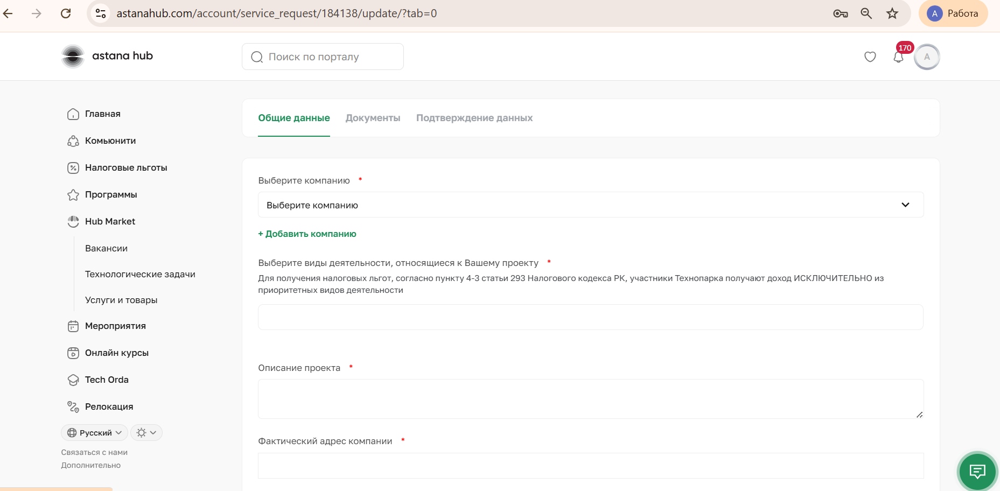 astanahub.com/account/service_request/184138/update/?tab=0
А Работа
astana hub
Поиск по порталу
170
A
Главная
Комьюнити
Налоговые льготы
Программы
Hub Market
Вакансии
Технологические задачи
Услуги и товары
Мероприятия
Онлайн курсы
Tech Orda
Релокация
Русский
Связаться с нами
Дополнительно
Общие данные Документы Подтверждение данных
Выберите компанию *
Выберите компанию
+ Добавить компанию
Выберите виды деятельности, относящиеся к Вашему проекту *
Для получения налоговых льгот, согласно пункту 4-3 статьи 293 Налогового кодекса РК, участники Технопарка получают доход ИСКЛЮЧИТЕЛЬНО из
приоритетных видов деятельности
Описание проекта *
Фактический адрес компании *